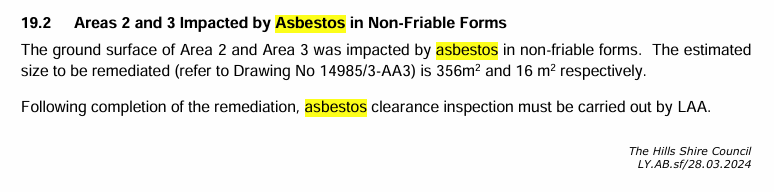 19.2 Areas 2 and 3 Impacted by Asbestos in Non-Friable Forms
The ground surface of Area 2 and Area 3 was impacted by asbestos in non-friable forms. The estimated
size to be remediated (refer to Drawing No 14985/3-AA3) is 356m² and 16 m² respectively.
Following completion of the remediation, asbestos clearance inspection must be carried out by LAA.
The Hills Shire Council
LY.AB.sf/28.03.2024